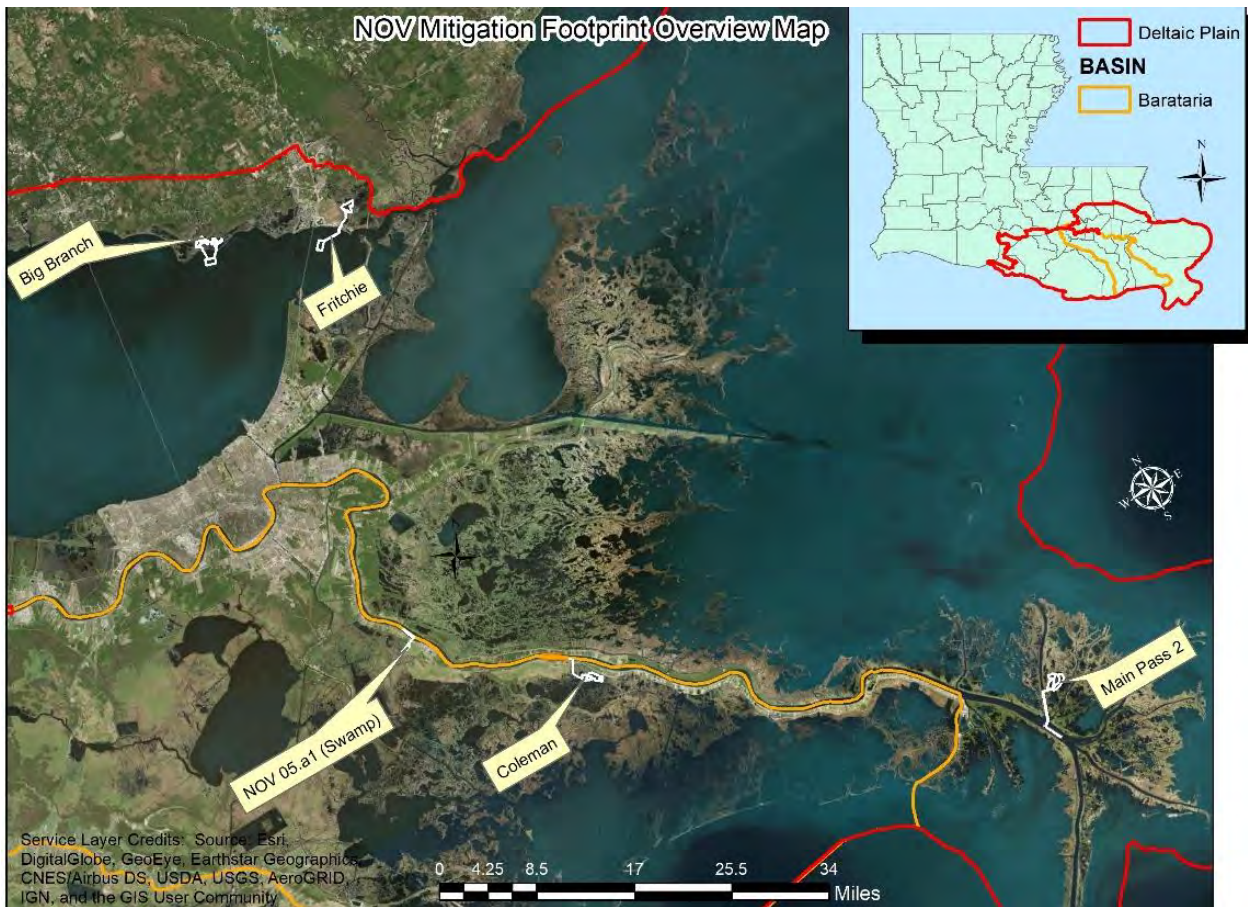 NOV Mitigation Footprint Overview Map
Deltaic Plain
BASIN
Barataria
N
Big Branch
Fritchie
N
E
W
S
NOV 05.a1 (Swamp)
Coleman
Main Pass 2
Service Layer Credits: Source: Esri,
DigitalGlobe, GeoEye, Earthstar Geographics,
CNES/Airbus DS, USDA, USGS, AeroGRID,
IGN, and the GIS User Community
0 4.25 8.5 17 25.5 34
Miles